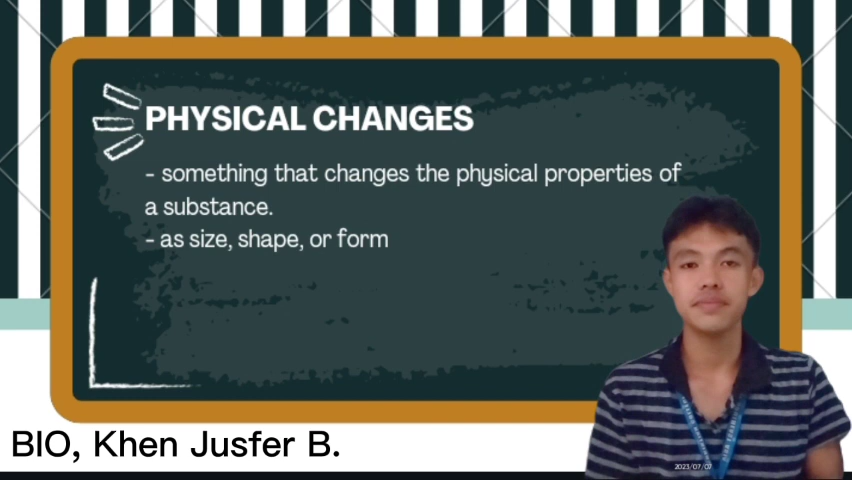 PHYSICAL CHANGES
- something that changes the physical properties of
a substance.
- as size, shape, or form
BIO, Khen Jusfer B.
2023/07/07